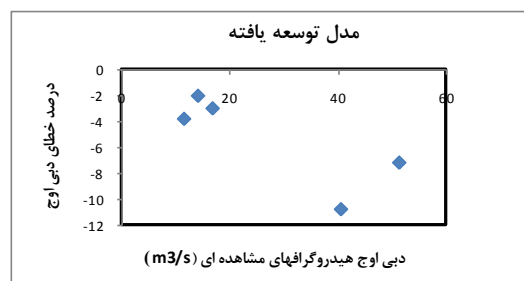 مدل توسعه یافته
0
-2
-4
-6
-8
-10
-12
0 20 40 60
درصد خطای دبی اوج
دبی اوج هیدروگرافهای مشاهده ای (m3/s)